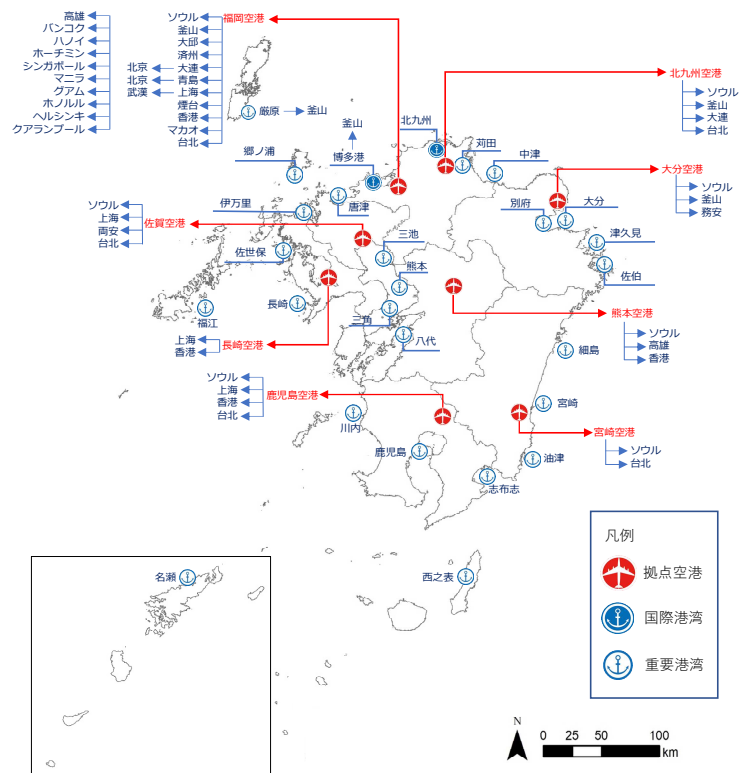 高雄
バンコク
ハノイ
ホーチミン
シンガポール
マニラ
グアム
ホノルル
ヘルシンキ
クアランプール
北京
北京
武漢
ソウル
釜山
大邱
済州
大連
青島
上海
煙台
香港
マカオ
台北
福岡空港
厳原
釜山
北九州空港
ソウル
釜山
大連
台北
釜山
博多港
北九州
苅田
中津
郷ノ浦
大分空港
ソウル
釜山
務安
伊万里
唐津
別府
大分
ソウル
上海
両安
台北
佐賀空港
三池
津久見
佐世保
熊本
佐伯
福江
長崎
三角
八代
熊本空港
ソウル
高雄
香港
上海
香港
長崎空港
細島
ソウル
上海
香港
台北
鹿児島空港
川内
宮崎
宮崎空港
ソウル
台北
鹿児島
油津
志布志
名瀬
西之表
凡例
拠点空港
国際港湾
重要港湾
N
0 25 50 100
km